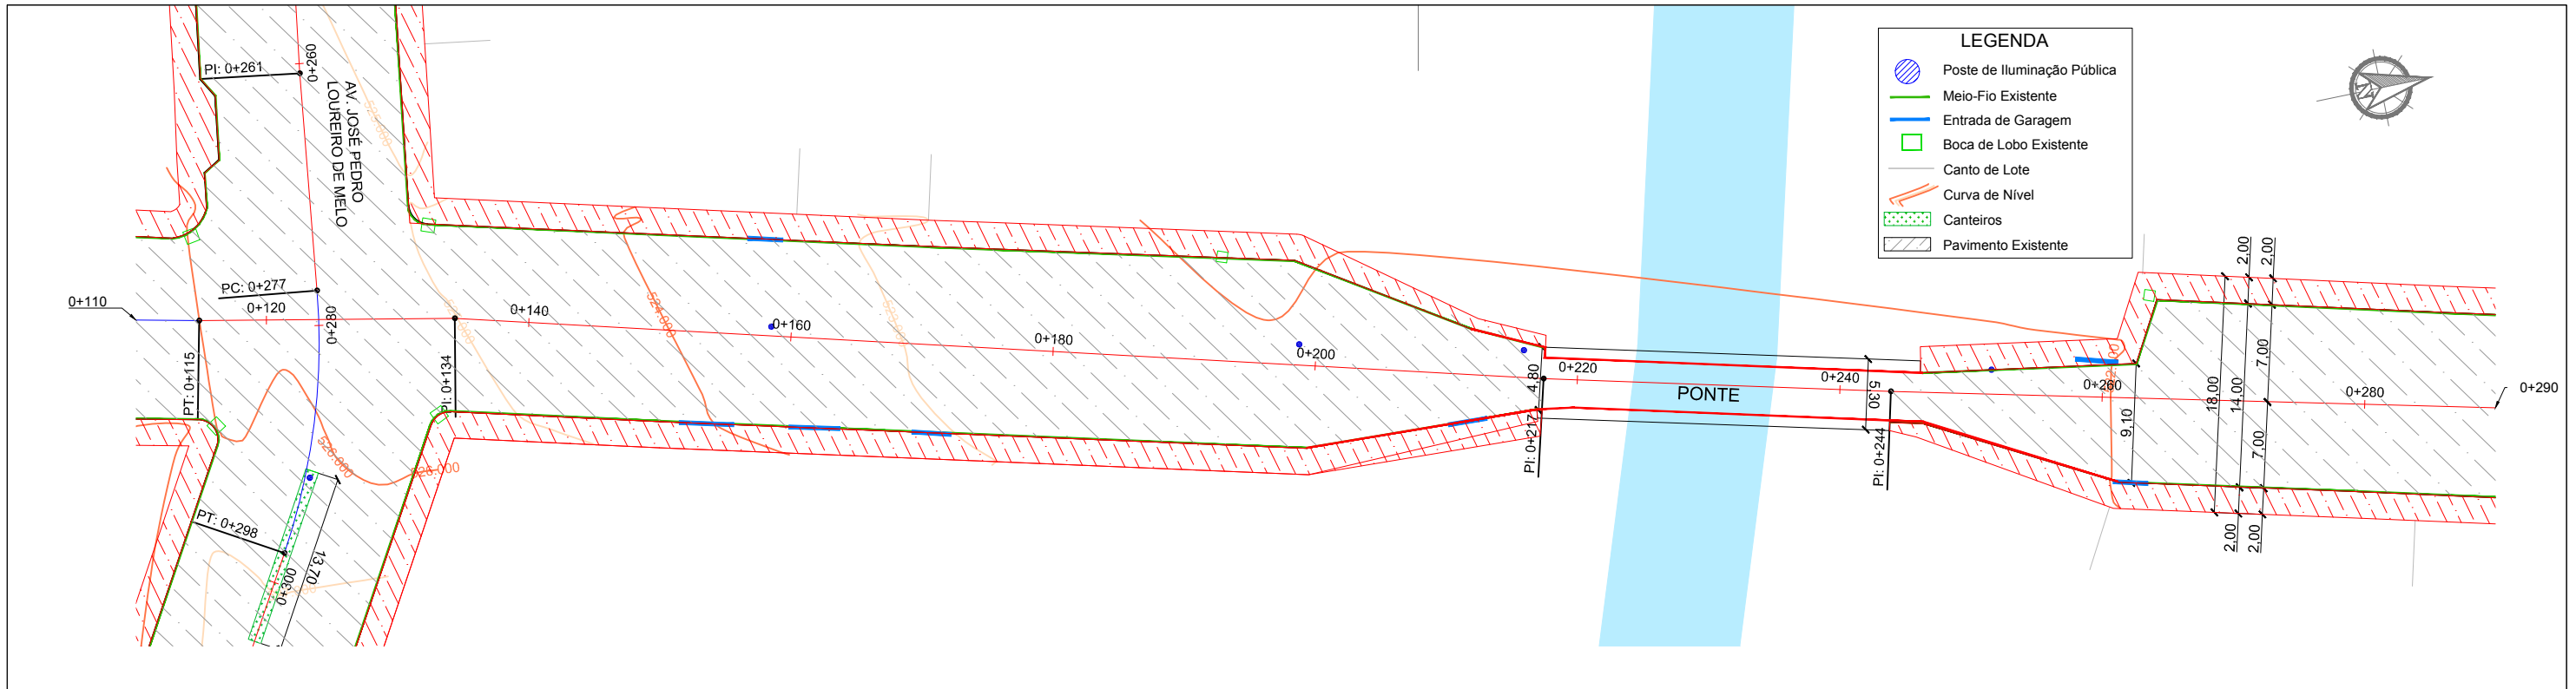 LEGENDA
Poste de Iluminação Pública
Meio-Fio Existente
Entrada de Garagem
Boca de Lobo Existente
Canto de Lote
Curva de Nível
Canteiros
Pavimento Existente
PI: 0+261
0+260
AV. JOSÉ PEDRO
LOUREIRO DE MELO
PC: 0+277
0+280
0+110
0+120
0+140
0+160
0+180
0+200
0+220
0+240
0+260
0+280
0+290
PT: 0+115
PI: 0+134
524.000
526.000
526.000
PT: 0+298
0+300
13,70
4,80
PI: 0+217
PONTE
5,30
PI: 0+244
9,10
18,00
14,00
7,00
7,00
2,00
2,00
2,00
2,00